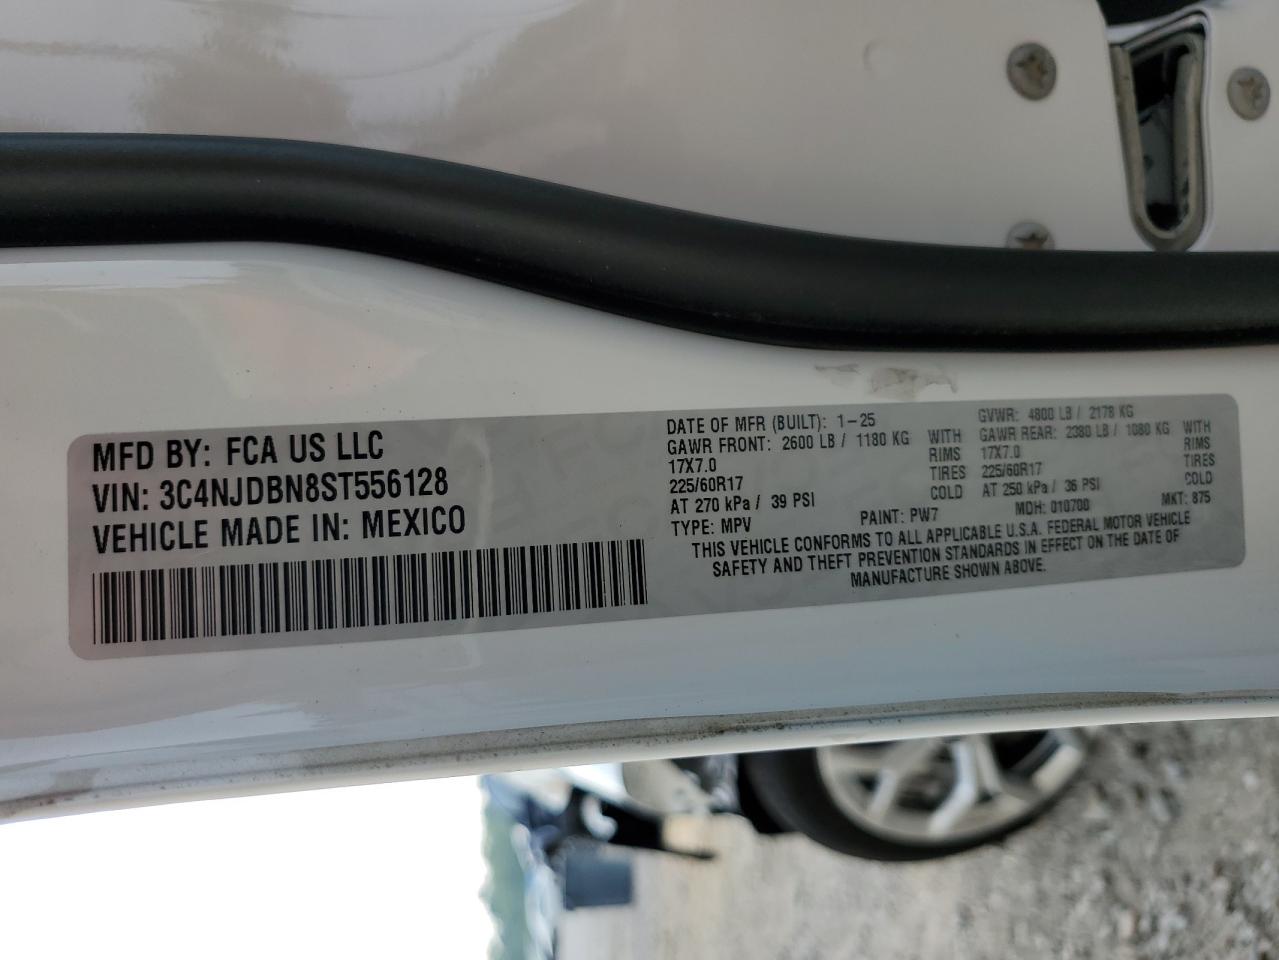 MFD BY: FCA US LLC
VIN: 3C4NJDBN8ST556128
VEHICLE MADE IN: MEXICO
DATE OF MFR (BUILT): 1-25 GVWR: 4800 LB / 2178 KG
GAWR FRONT: 2600 LB / 1180 KG WITH GAWR REAR: 2380 LB / 1080 KG WITH
17X7.0 RIMS 17X7.0 RIMS
225/60R17 TIRES 225/60R17 TIRES
AT 270 kPa / 39 PSI COLD AT 250 kPa / 36 PSI COLD
TYPE: MPV PAINT: PW7 MDH: 010700 MKT: 875
THIS VEHICLE CONFORMS TO ALL APPLICABLE U.S.A. FEDERAL MOTOR VEHICLE
SAFETY AND THEFT PREVENTION STANDARDS IN EFFECT ON THE DATE OF
MANUFACTURE SHOWN ABOVE.